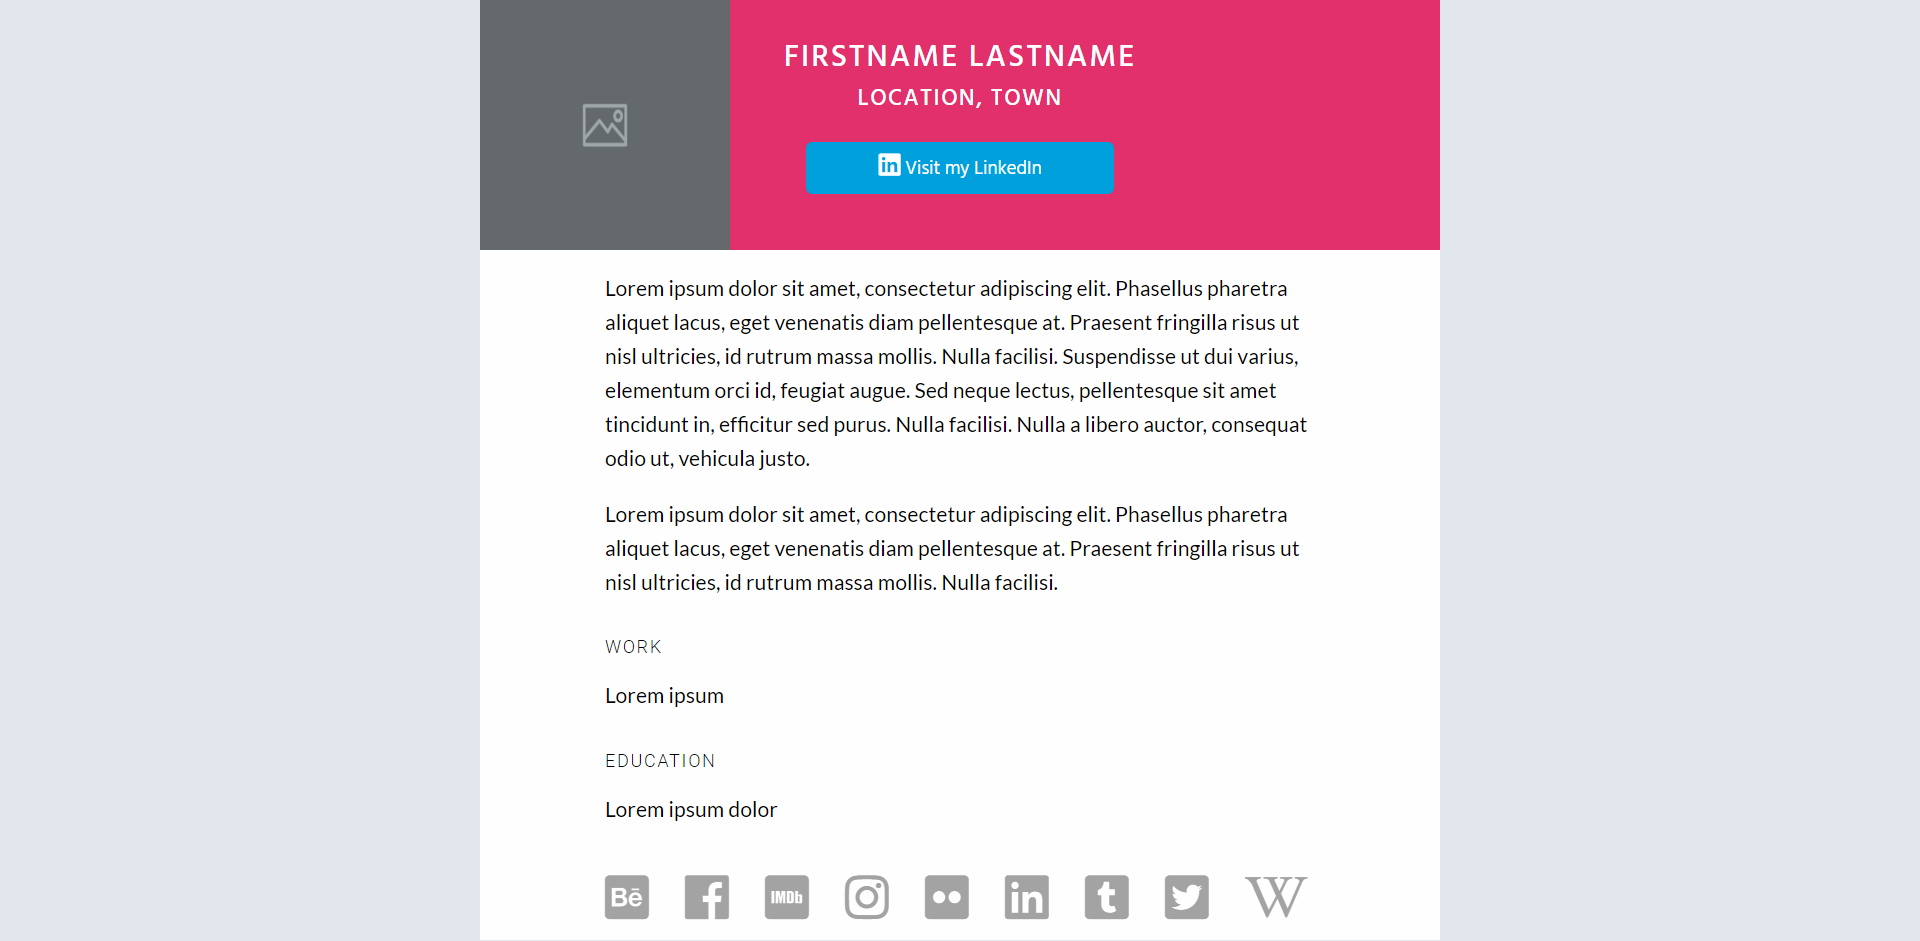 FIRSTNAME LASTNAME
LOCATION, TOWN
in Visit my LinkedIn
Lorem ipsum dolor sit amet, consectetur adipiscing elit. Phasellus pharetra
aliquet lacus, eget venenatis diam pellentesque at. Praesent fringilla risus ut
nisl ultricies, id rutrum massa mollis. Nulla facilisi. Suspendisse ut dui varius,
elementum orci id, feugiat augue. Sed neque lectus, pellentesque sit amet
tincidunt in, efficitur sed purus. Nulla facilisi. Nulla a libero auctor, consequat
odio ut, vehicula justo.
Lorem ipsum dolor sit amet, consectetur adipiscing elit. Phasellus pharetra
aliquet lacus, eget venenatis diam pellentesque at. Praesent fringilla risus ut
nisl ultricies, id rutrum massa mollis. Nulla facilisi.
WORK
Lorem ipsum
EDUCATION
Lorem ipsum dolor
Bē f IMDb in t W